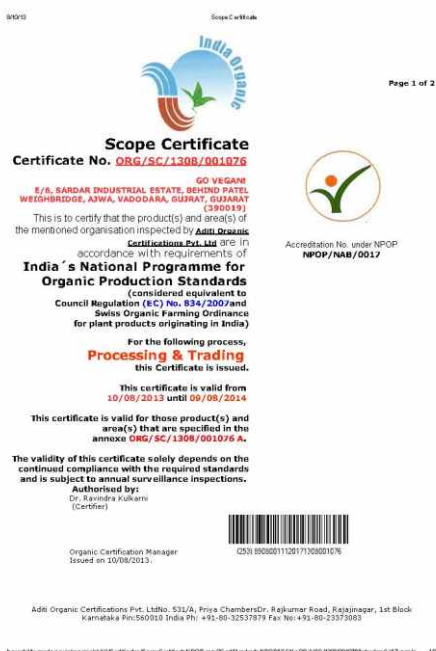 9/10/13
Scope Certificate
India Organic
Page 1 of 2
Scope Certificate
Certificate No. ORG/SC/1308/001076
GO VEGAN!
E/6, SARDAR INDUSTRIAL ESTATE, BEHIND PATEL
WEIGHBRIDGE, AJWA, VADODARA, GUJRAT, GUJARAT
(390019)
This is to certify that the product(s) and area(s) of
the mentioned organisation inspected by Aditi Organic
Certifications Pvt. Ltd are in
accordance with requirements of
India´s National Programme for
Organic Production Standards
(considered equivalent to
Council Regulation (EC) No. 834/2007and
Swiss Organic Farming Ordinance
for plant products originating in India)
Accreditation No. under NPOP
NPOP/NAB/0017
For the following process,
Processing & Trading
this Certificate is issued.
This certificate is valid from
10/08/2013 until 09/08/2014
This certificate is valid for those product(s) and
area(s) that are specified in the
annexe ORG/SC/1308/001076 A.
The validity of this certificate solely depends on the
continued compliance with the required standards
and is subject to annual surveillance inspections.
Authorised by:
Dr. Ravindra Kulkarni
(Certifier)
Organic Certification Manager
Issued on 10/08/2013.
Aditi Organic Certifications Pvt. LtdNo. 531/A, Priya ChambersDr. Rajkumar Road, Rajajinagar, 1st Block
Karnataka Pin:560010 India Ph: +91-80-32537879 Fax No:+91-80-23373083